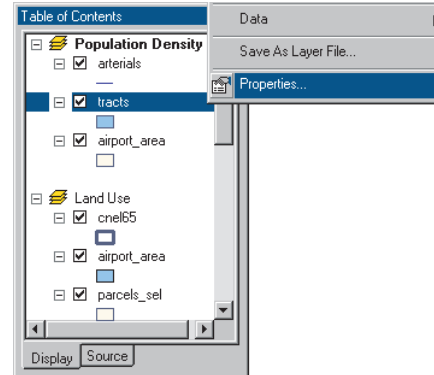 Table of Contents
Population Density
arterials
tracts
airport_area
Land Use
cnel65
airport_area
parcels_sel
Display Source
Data
Save As Layer File...
Properties...